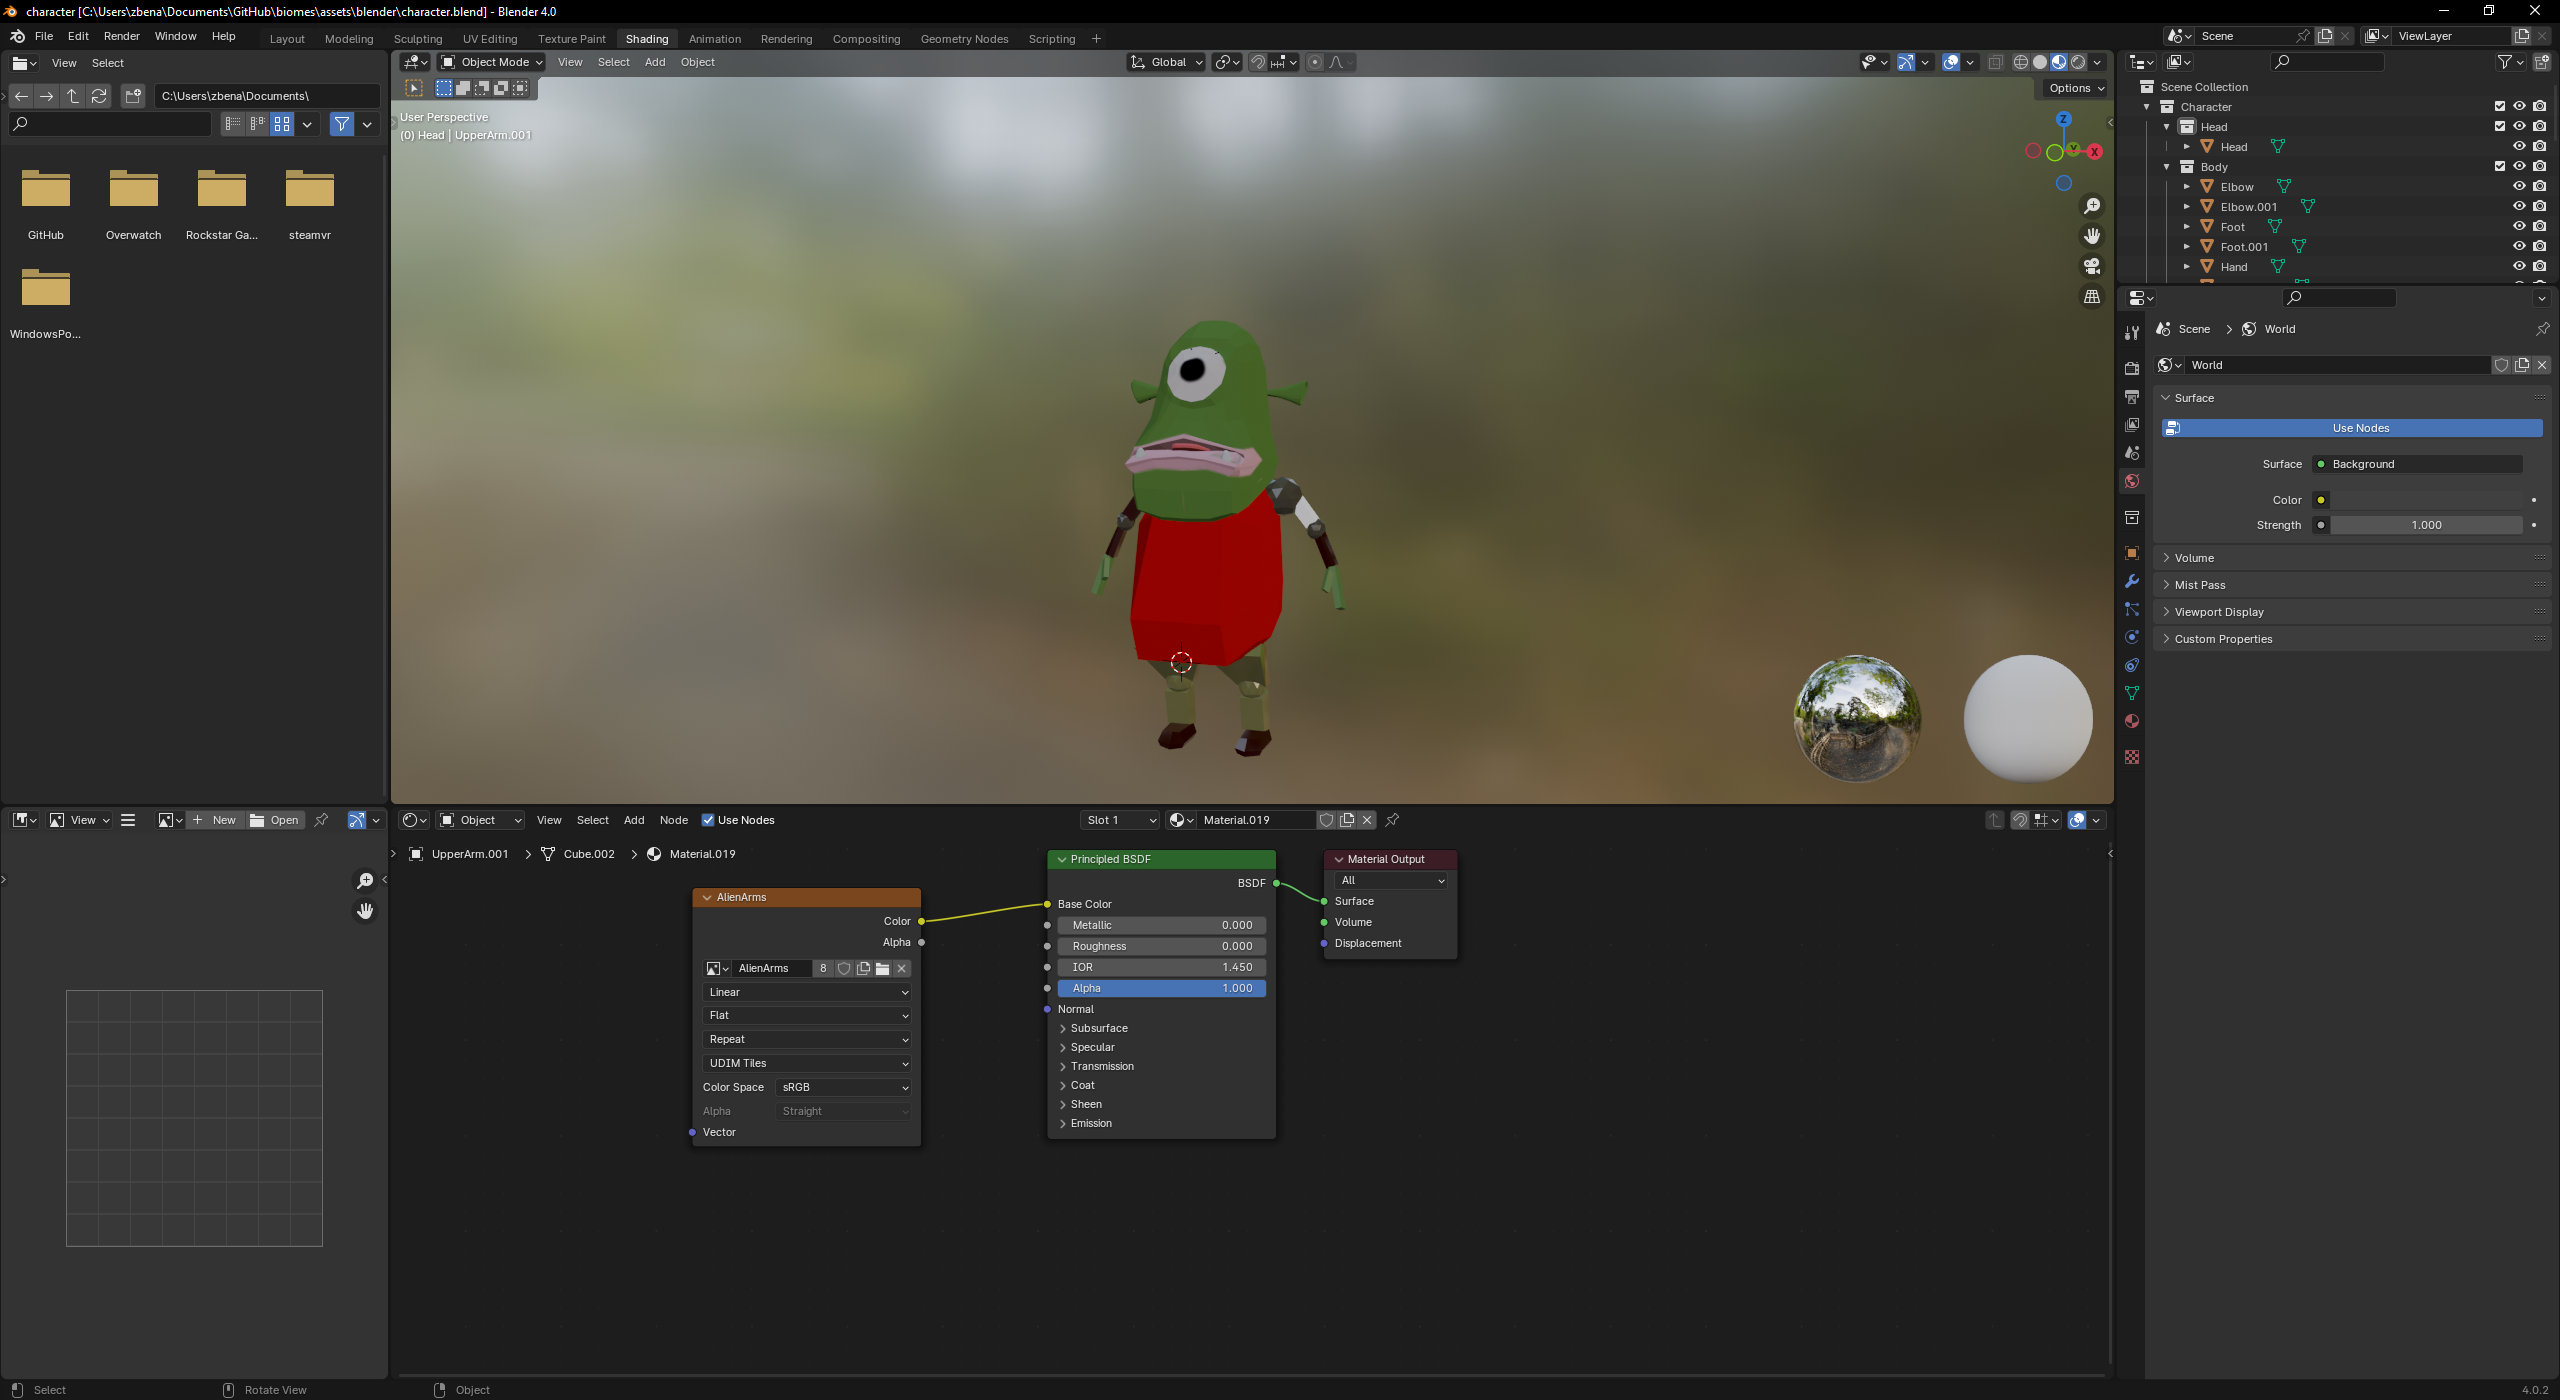 character [C:\Users\zbena\Documents\GitHub\biomes\assets\blender\character.blend] - Blender 4.0
File Edit Render Window Help
Layout Modeling Sculpting UV Editing Texture Paint Shading Animation Rendering Compositing Geometry Nodes Scripting
Scene
ViewLayer
View Select
C:\Users\zbena\Documents\
GitHub Overwatch Rockstar Ga... steamvr
WindowsPo...
Object Mode View Select Add Object
Global
Options
User Perspective
(0) Head | UpperArm.001
Z
Y
X
Scene Collection
Character
Head
Head
Body
Elbow
Elbow.001
Foot
Foot.001
Hand
Scene World
World
Surface
Use Nodes
Surface Background
Color
Strength 1.000
Volume
Mist Pass
Viewport Display
Custom Properties
View New Open
Object View Select Add Node Use Nodes
Slot 1 Material.019
UpperArm.001 Cube.002 Material.019
AlienArms
Color
Alpha
AlienArms 8
Linear
Flat
Repeat
UDIM Tiles
Color Space sRGB
Alpha Straight
Vector
Principled BSDF
BSDF
Base Color
Metallic 0.000
Roughness 0.000
IOR 1.450
Alpha 1.000
Normal
Subsurface
Specular
Transmission
Coat
Sheen
Emission
Material Output
All
Surface
Volume
Displacement
Select Rotate View Object
4.0.2